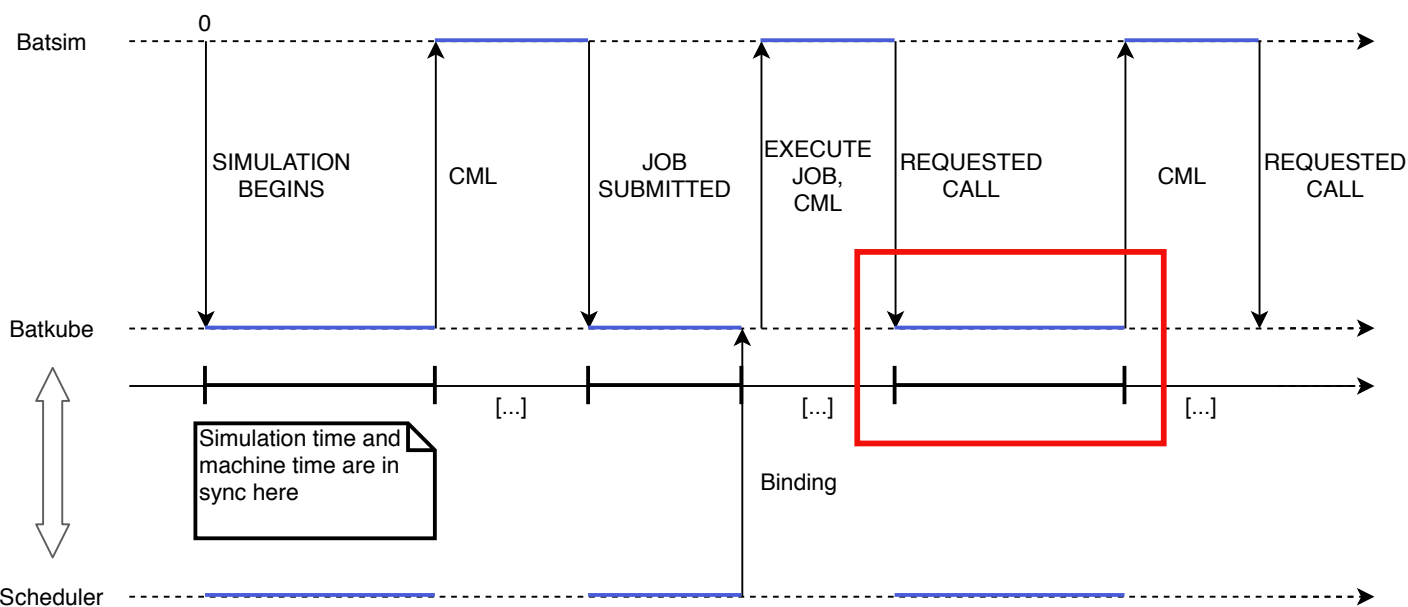 0
Batsim
SIMULATION
BEGINS
CML
JOB
SUBMITTED
EXECUTE
JOB,
CML
REQUESTED
CALL
CML
REQUESTED
CALL
Batkube
[...]
[...]
[...]
Simulation time and
machine time are in
sync here
Binding
Scheduler